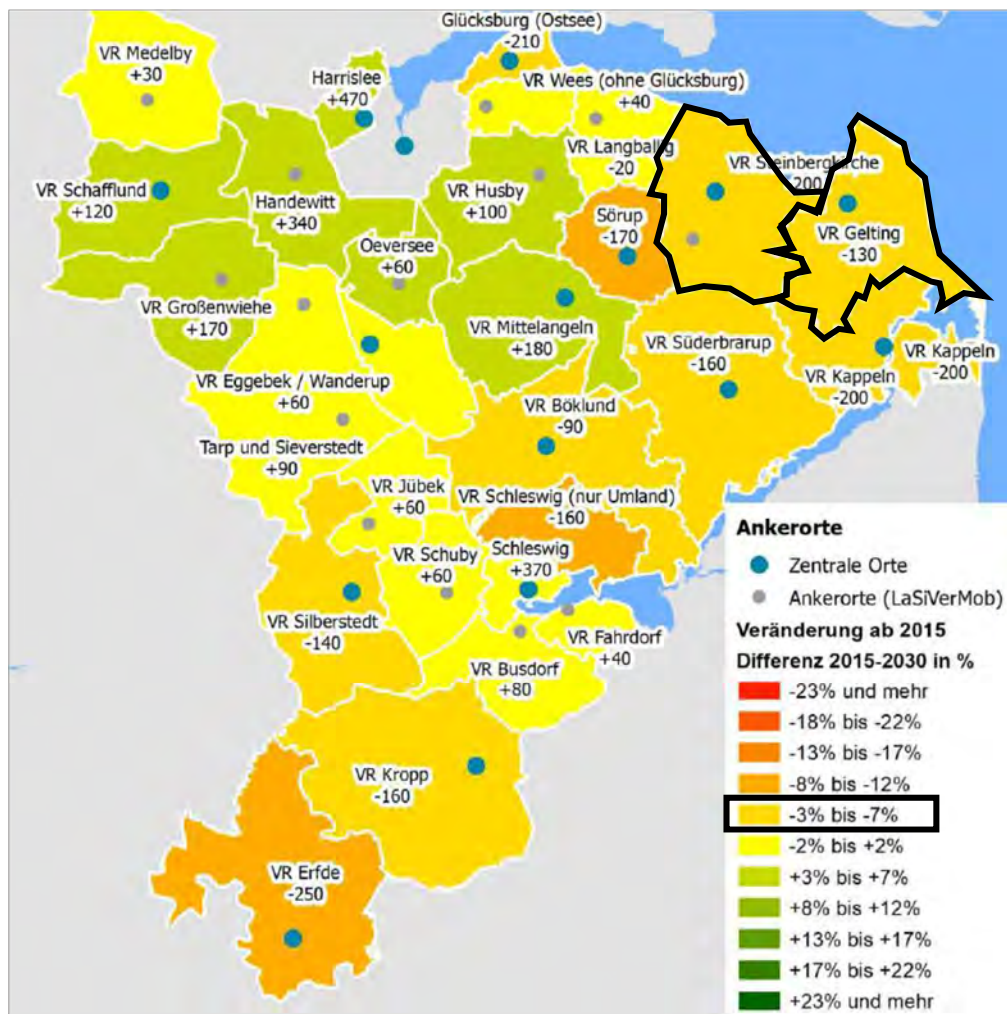 Glücksburg (Ostsee)
-210
VR Medelby
+30
Harrislee
+470
VR Wees (ohne Glücksburg)
+40
VR Langballig
-20
VR Steinbergkirche
200
VR Schafflund
+120
Handewitt
+340
VR Husby
+100
Sörup
-170
VR Gelting
-130
Oeversee
+60
VR Großenwiehe
+170
VR Mittelangeln
+180
VR Süderbrarup
-160
VR Kappeln
-200
VR Kappeln
-200
VR Eggebek / Wanderup
+60
VR Böklund
-90
Tarp und Sieverstedt
+90
VR Jübek
+60
VR Schleswig (nur Umland)
-160
VR Schuby
+60
Schleswig
+370
VR Silberstedt
-140
VR Fahrdorf
+40
VR Busdorf
+80
VR Kropp
-160
VR Erfde
-250
Ankerorte
Zentrale Orte
Ankerorte (LaSiVerMob)
Veränderung ab 2015
Differenz 2015-2030 in %
-23% und mehr
-18% bis -22%
-13% bis -17%
-8% bis -12%
-3% bis -7%
-2% bis +2%
+3% bis +7%
+8% bis +12%
+13% bis +17%
+17% bis +22%
+23% und mehr